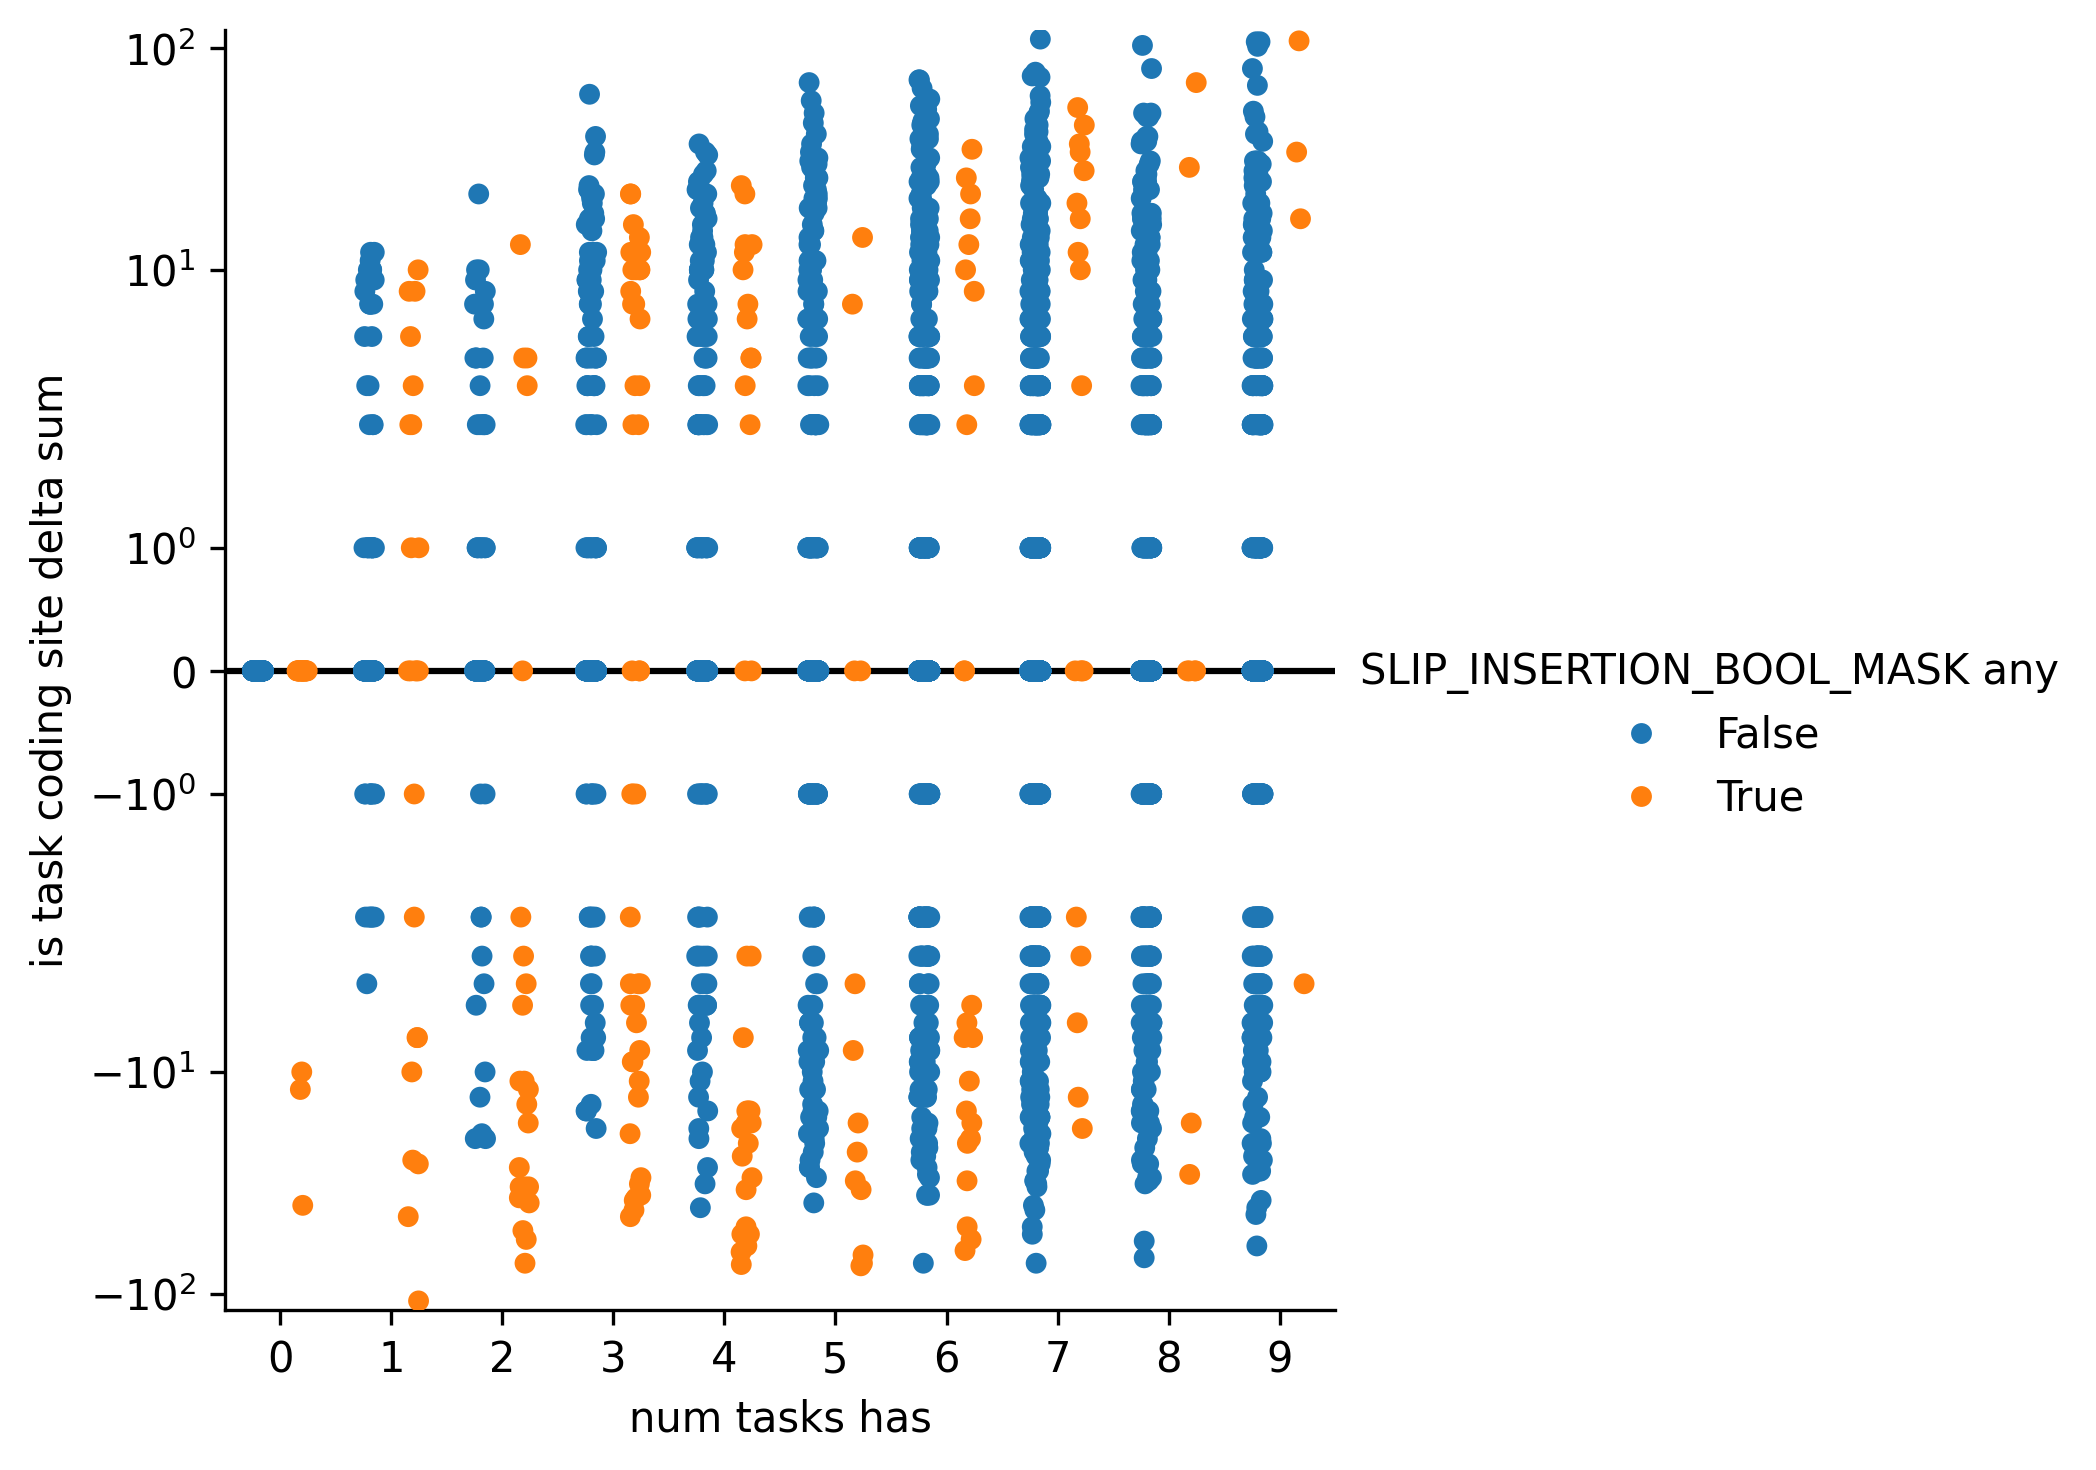 10²
10¹
10⁰
0
−10⁰
−10¹
−10²
is task coding site delta sum
0 1 2 3 4 5 6 7 8 9
num tasks has
SLIP_INSERTION_BOOL_MASK any
False
True